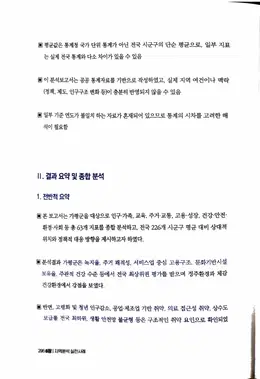 ▣ 평균값은 통계청 국가 단위 통계가 아닌 전국 시군구의 단순 평균으로, 일부 지표
는 실제 전국 통계와 다소 차이가 있을 수 있음
▣ 이 분석보고서는 공공 통계자료를 기반으로 작성하였고, 실제 지역 여건이나 맥락
(정책, 제도, 인구구조 변화 등)이 충분히 반영되지 않을 수 있음
▣ 일부 기준 연도가 불일치 하는 자료가 혼재되어 있으므로 통계의 시차를 고려한 해
석이 필요함
II. 결과 요약 및 종합 분석
1. 전반적 요약
▣ 본 보고서는 가평군을 대상으로 인구·가족, 교육, 주거·교통, 고용·성장, 건강·안전·
환경·사회 등 총 63개 지표를 종합 분석하고, 전국 226개 시군구 평균 대비 상대적
위치와 정책적 대응 방향을 제시하고자 하였다.
▣ 분석결과 가평군은 녹지율, 주거 쾌적성, 서비스업 중심 고용구조, 문화기반시설
보유율, 주관적 건강 수준 등에서 전국 최상위권 평가를 받으며 정주환경과 체감
건강환경에서 강점을 보였다.
▣ 반면, 고령화 및 청년 인구감소, 공업·제조업 기반 취약, 의료 접근성 취약, 상수도
보급률 전국 최하위, 생활 안전망 불균형 등은 구조적인 취약 요인으로 확인되었